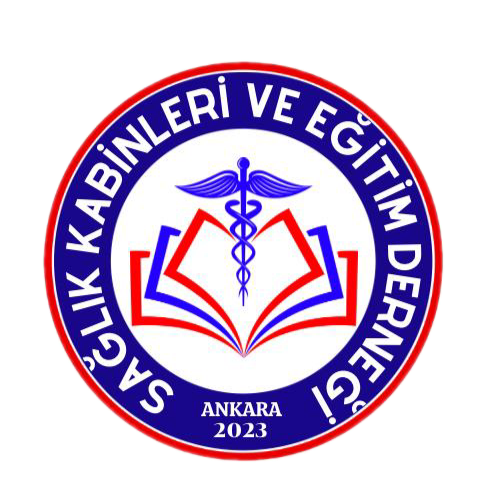 SAĞLIK KABİNLERİ VE EĞİTİM DERNEĞİ
ANKARA
2023